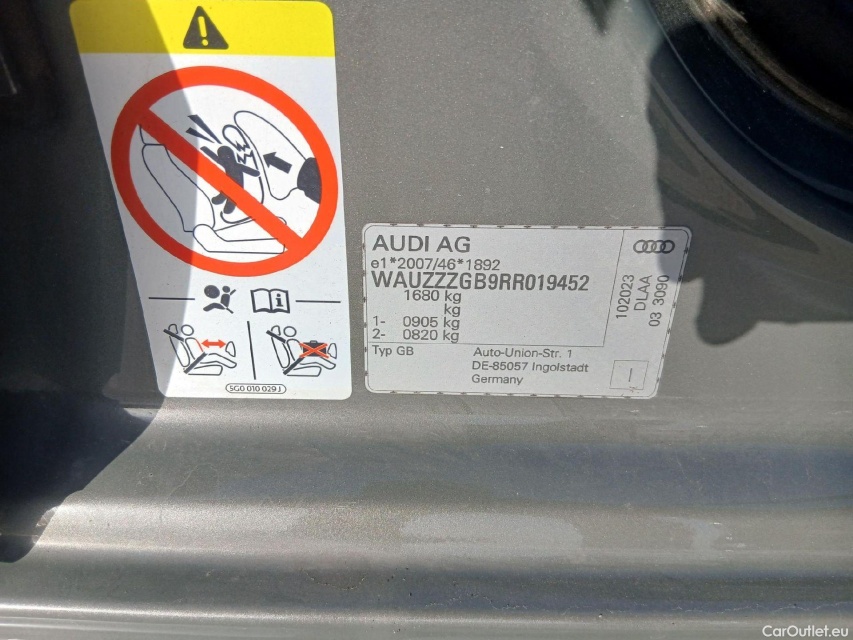 AUDI AG
e1*2007/46*1892
WAUZZZGB9RR019452
1680 kg
kg
1- 0905 kg
2- 0820 kg
Typ GB
Auto-Union-Str. 1
DE-85057 Ingolstadt
Germany
102023
DLAA
03 3090
5G0 010 029 J
CarOutlet.eu